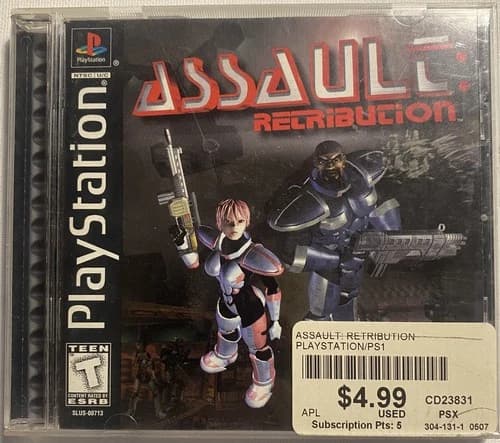 PlayStation
NTSC U/C
PlayStation
ASSAULT:
RETRIBUTION
TEEN
T
CONTENT RATED BY
ESRB
SLUS-00713
ASSAULT: RETRIBUTION
PLAYSTATION/PS1
$4.99
CD23831
APL
USED
PSX
Subscription Pts: 5
304-131-1 0507